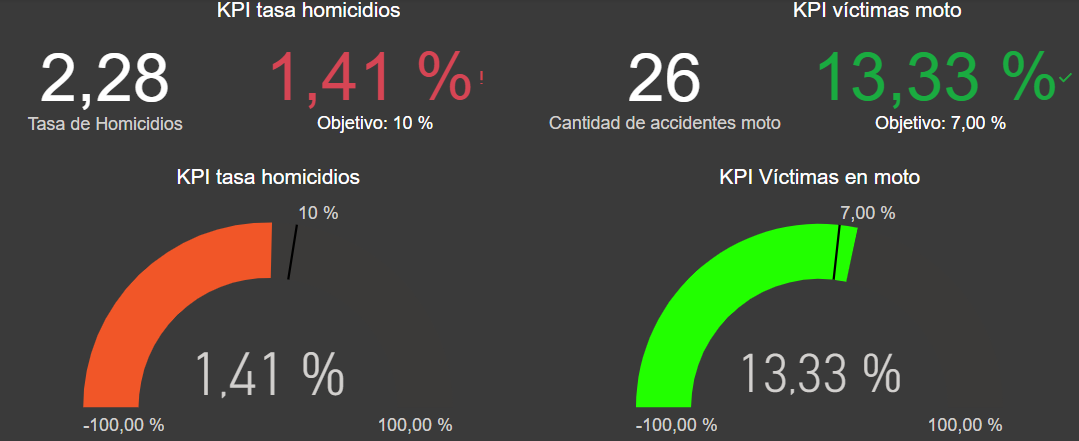 KPI tasa homicidios
2,28
1,41 %!
Tasa de Homicidios
Objetivo: 10 %
KPI víctimas moto
26
13,33 %✓
Cantidad de accidentes moto
Objetivo: 7,00 %
KPI tasa homicidios
10 %
1,41 %
-100,00 %
100,00 %
KPI Víctimas en moto
7,00 %
13,33 %
-100,00 %
100,00 %